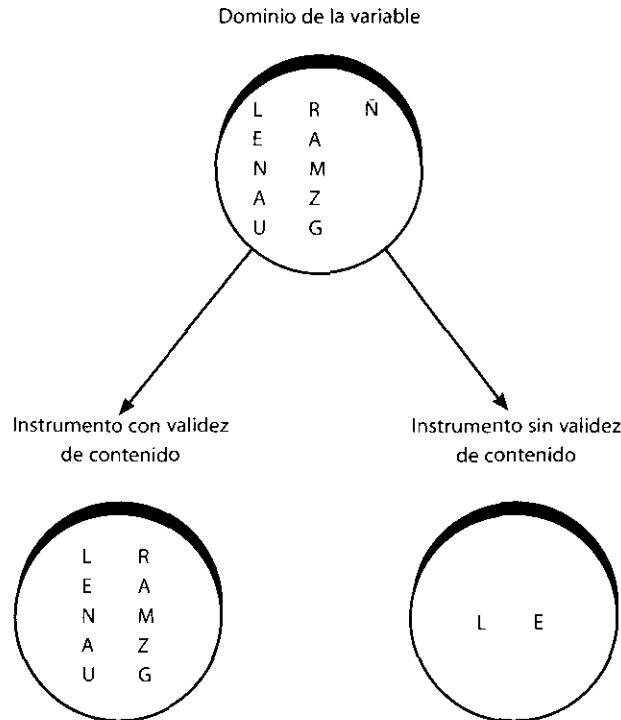 Dominio de la variable
L R Ñ
E A
N M
A Z
U G
Instrumento con validez
de contenido
Instrumento sin validez
de contenido
L R
E A
N M
A Z
U G
L E